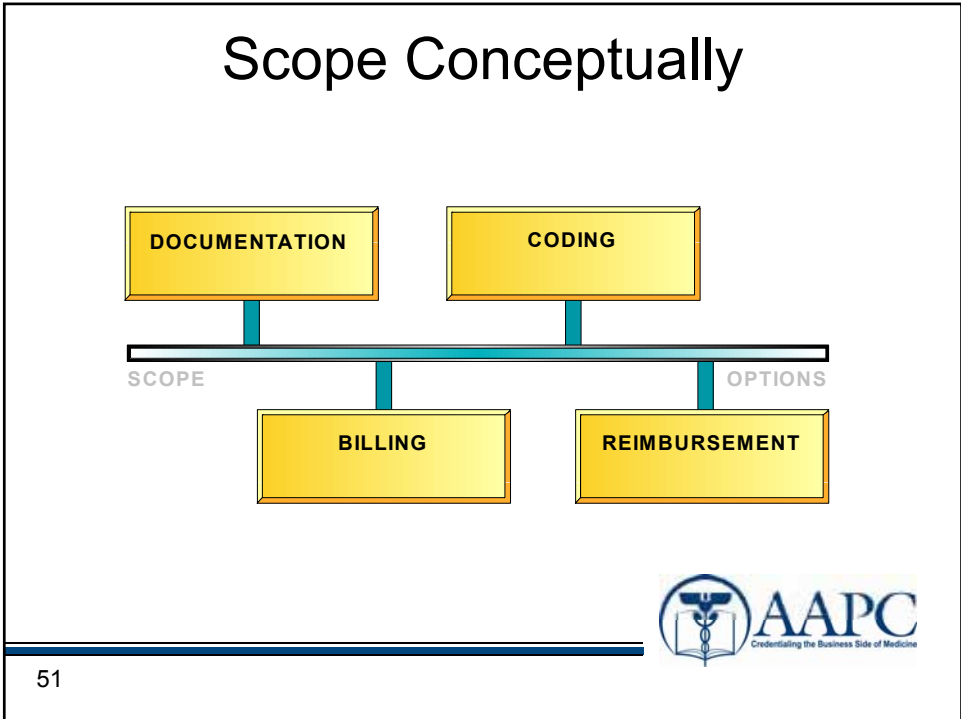 Scope Conceptually
DOCUMENTATION
CODING
SCOPE
OPTIONS
BILLING
REIMBURSEMENT
AAPC
Credentialing the Business Side of Medicine
51